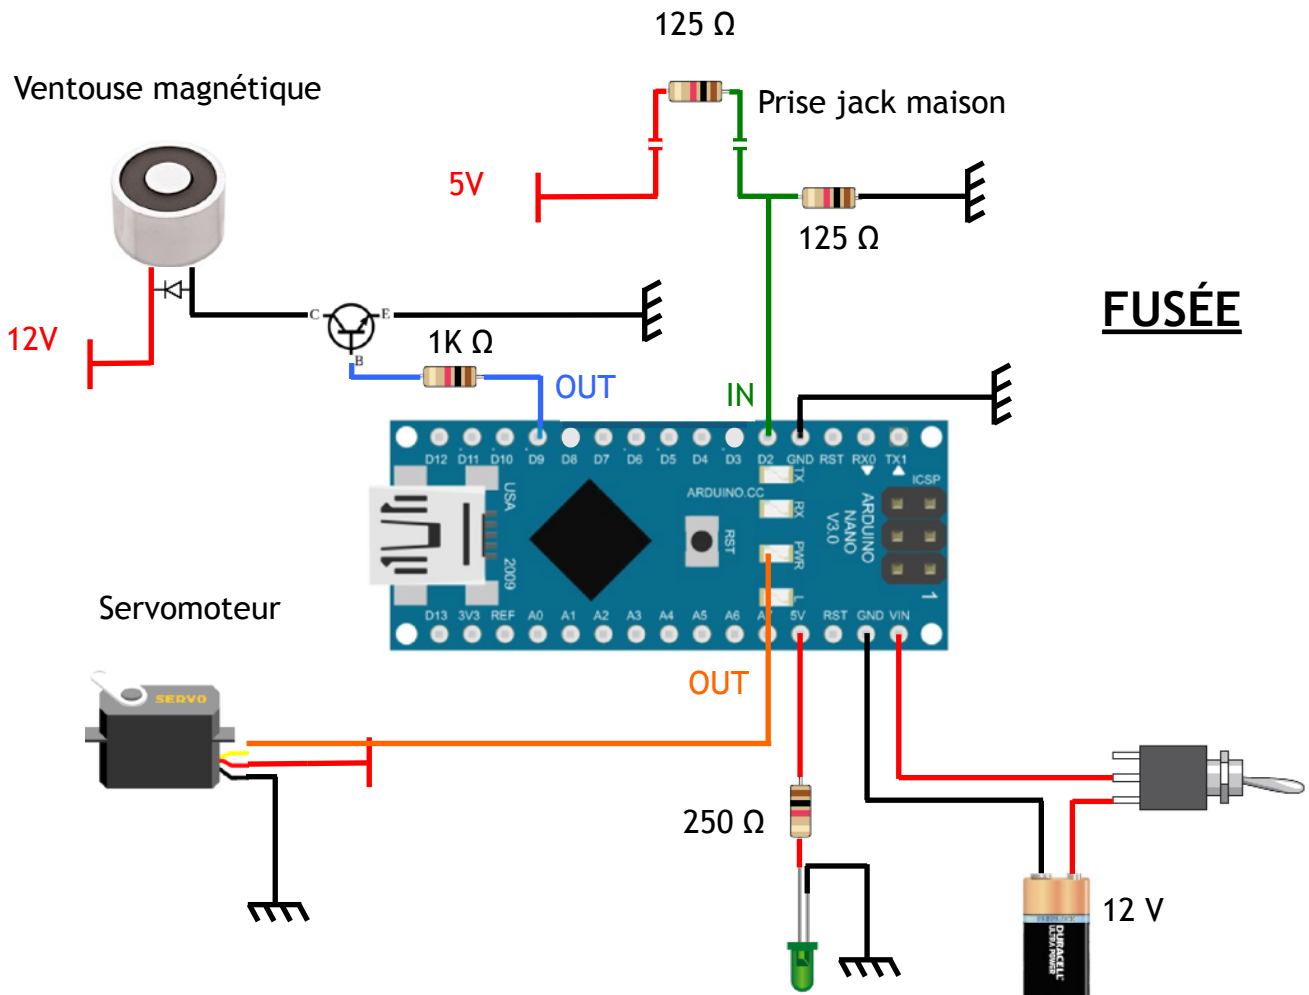 125 Ω
Ventouse magnétique
Prise jack maison
5V
125 Ω
FUSÉE
12V
C
E
B
1K Ω
OUT
IN
D12 D11 D10 D9 D8 D7 D6 D5 D4 D3 D2 GND RST RX0 TX1
ICSP
USA
2009
ARDUINO.CC
RST
TX
RX
PWR
L
ARDUINO
NANO
V3.0
1
D13 3V3 REF A0 A1 A2 A3 A4 A5 A6 A7 5V RST GND VIN
Servomoteur
OUT
SERVO
250 Ω
12 V
DURACELL
ULTRA POWER